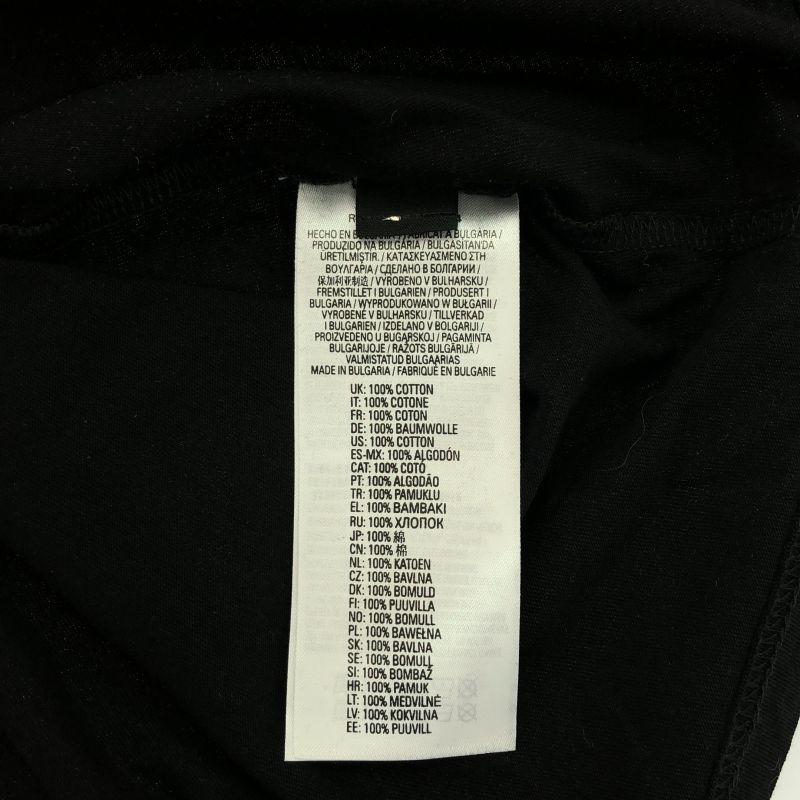 HECHO EN BULGARIA / FABRICAT A BULGARIA /
PRODUZIDO NA BULGÁRIA / BULGASITAN'DA
ÜRETILMIŞTIR. / ΚΑΤΑΣΚΕΥΑΣΜΕΝΟ ΣΤΗ
ΒΟΥΛΓΑΡΙΑ / СДЕЛАНО В БОЛГАРИИ /
保加利亚制造 / VYROBENO V BULHARSKU /
FREMSTILLET I BULGARIEN / PRODUSERT I
BULGARIA / WYPRODUKOWANO W BUŁGARII /
VYROBENÉ V BULHARSKU / TILLVERKAD
I BULGARIEN / IZDELANO V BOLGARIJI /
PROIZVEDENO U BUGARSKOJ / PAGAMINTA
BULGARIJOJE / RAŽOTS BULGĀRIJĀ /
VALMISTATUD BULGAARIAS
MADE IN BULGARIA / FABRIQUÉ EN BULGARIE
UK: 100% COTTON
IT: 100% COTONE
FR: 100% COTON
DE: 100% BAUMWOLLE
US: 100% COTTON
ES-MX: 100% ALGODÓN
CAT: 100% COTÓ
PT: 100% ALGODÃO
TR: 100% PAMUKLU
EL: 100% ΒΑΜΒΑΚΙ
RU: 100% ХЛОПОК
JP: 100% 綿
CN: 100% 棉
NL: 100% KATOEN
CZ: 100% BAVLNA
DK: 100% BOMULD
FI: 100% PUUVILLA
NO: 100% BOMULL
PL: 100% BAWEŁNA
SK: 100% BAVLNA
SE: 100% BOMULL
SI: 100% BOMBAŽ
HR: 100% PAMUK
LT: 100% MEDVILNĖ
LV: 100% KOKVILNA
EE: 100% PUUVILL